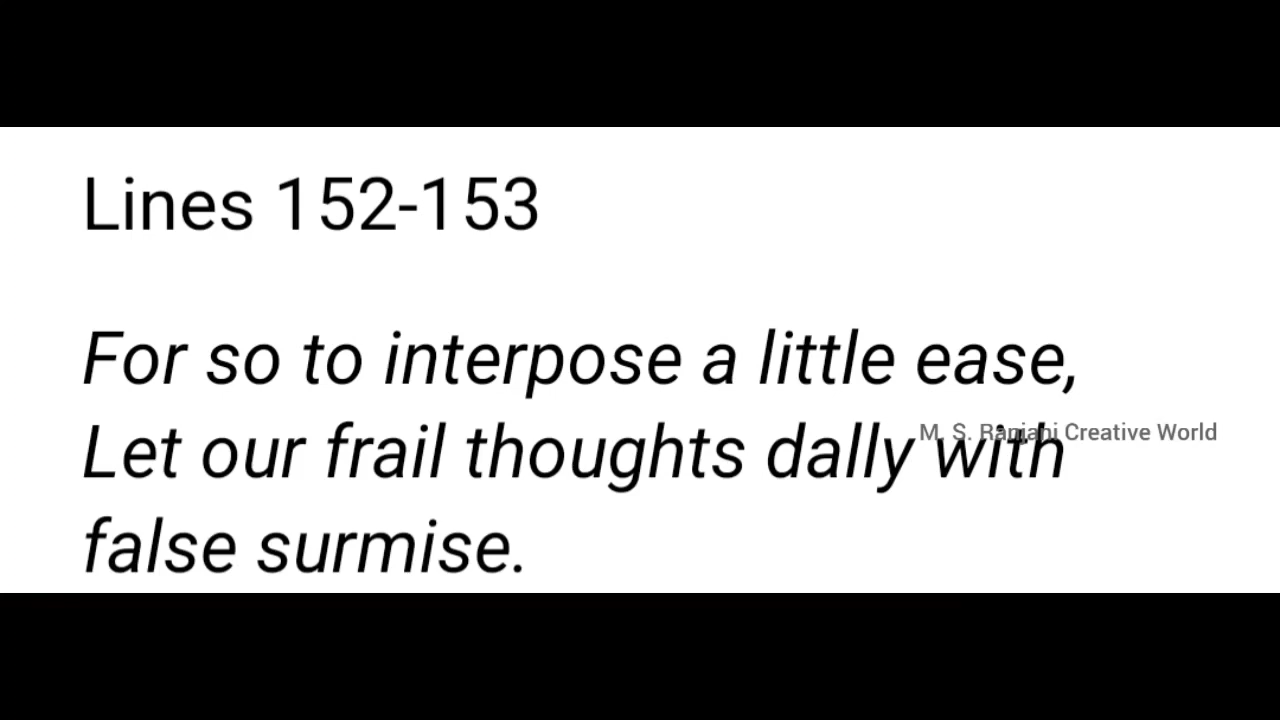 Lines 152-153
For so to interpose a little ease,
Let our frail thoughts dally with
M. S. Ranjani Creative World
false surmise.